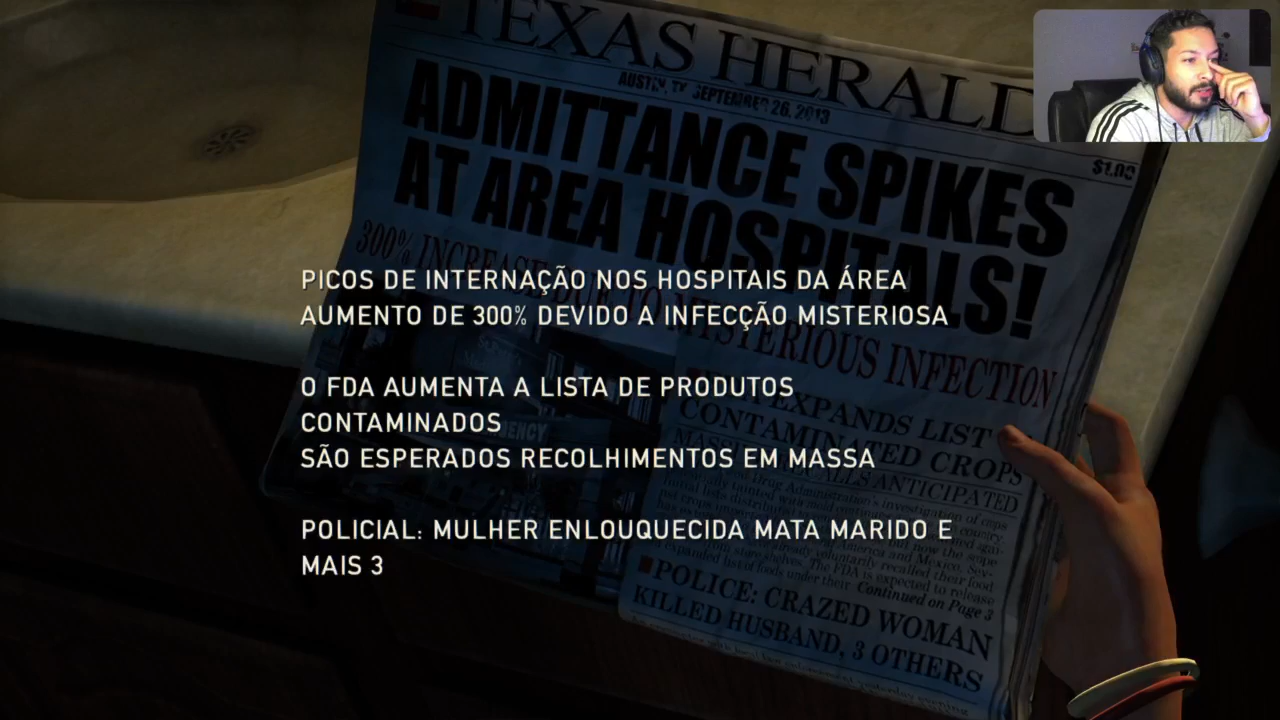 TEXAS HERALD
AUSTIN, TX SEPTEMBER 26, 2013
$1.00
ADMITTANCE SPIKES
AT AREA HOSPITALS!
300% INCREASE DUE TO MYSTERIOUS INFECTION
PICOS DE INTERNAÇÃO NOS HOSPITAIS DA ÁREA
AUMENTO DE 300% DEVIDO A INFECÇÃO MISTERIOSA
O FDA AUMENTA A LISTA DE PRODUTOS
CONTAMINADOS
SÃO ESPERADOS RECOLHIMENTOS EM MASSA
POLICIAL: MULHER ENLOUQUECIDA MATA MARIDO E
MAIS 3
EXPANDS LIST
CONTAMINATED CROPS
ANTICIPATED
Continued on Page 3
POLICE: CRAZED WOMAN
KILLED HUSBAND, 3 OTHERS